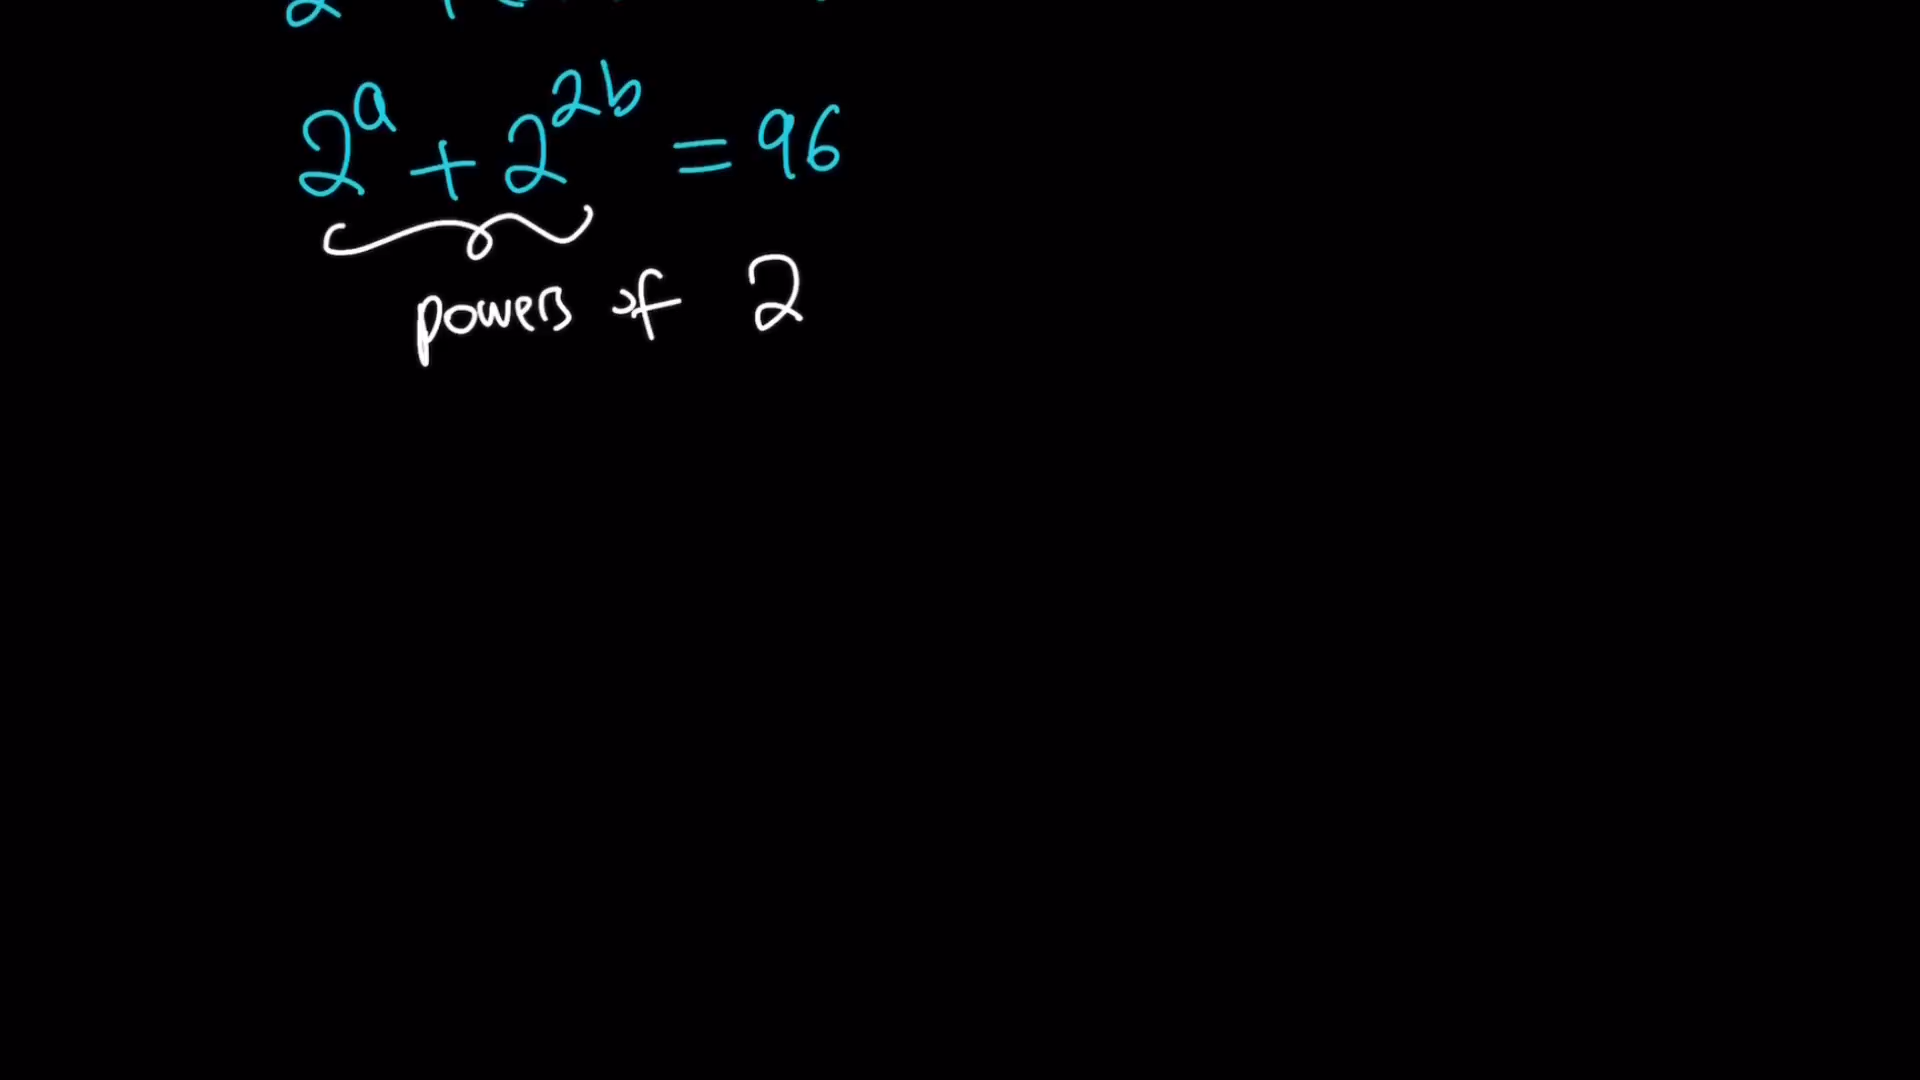 2^a + 2^{2b} = 96
powers of 2